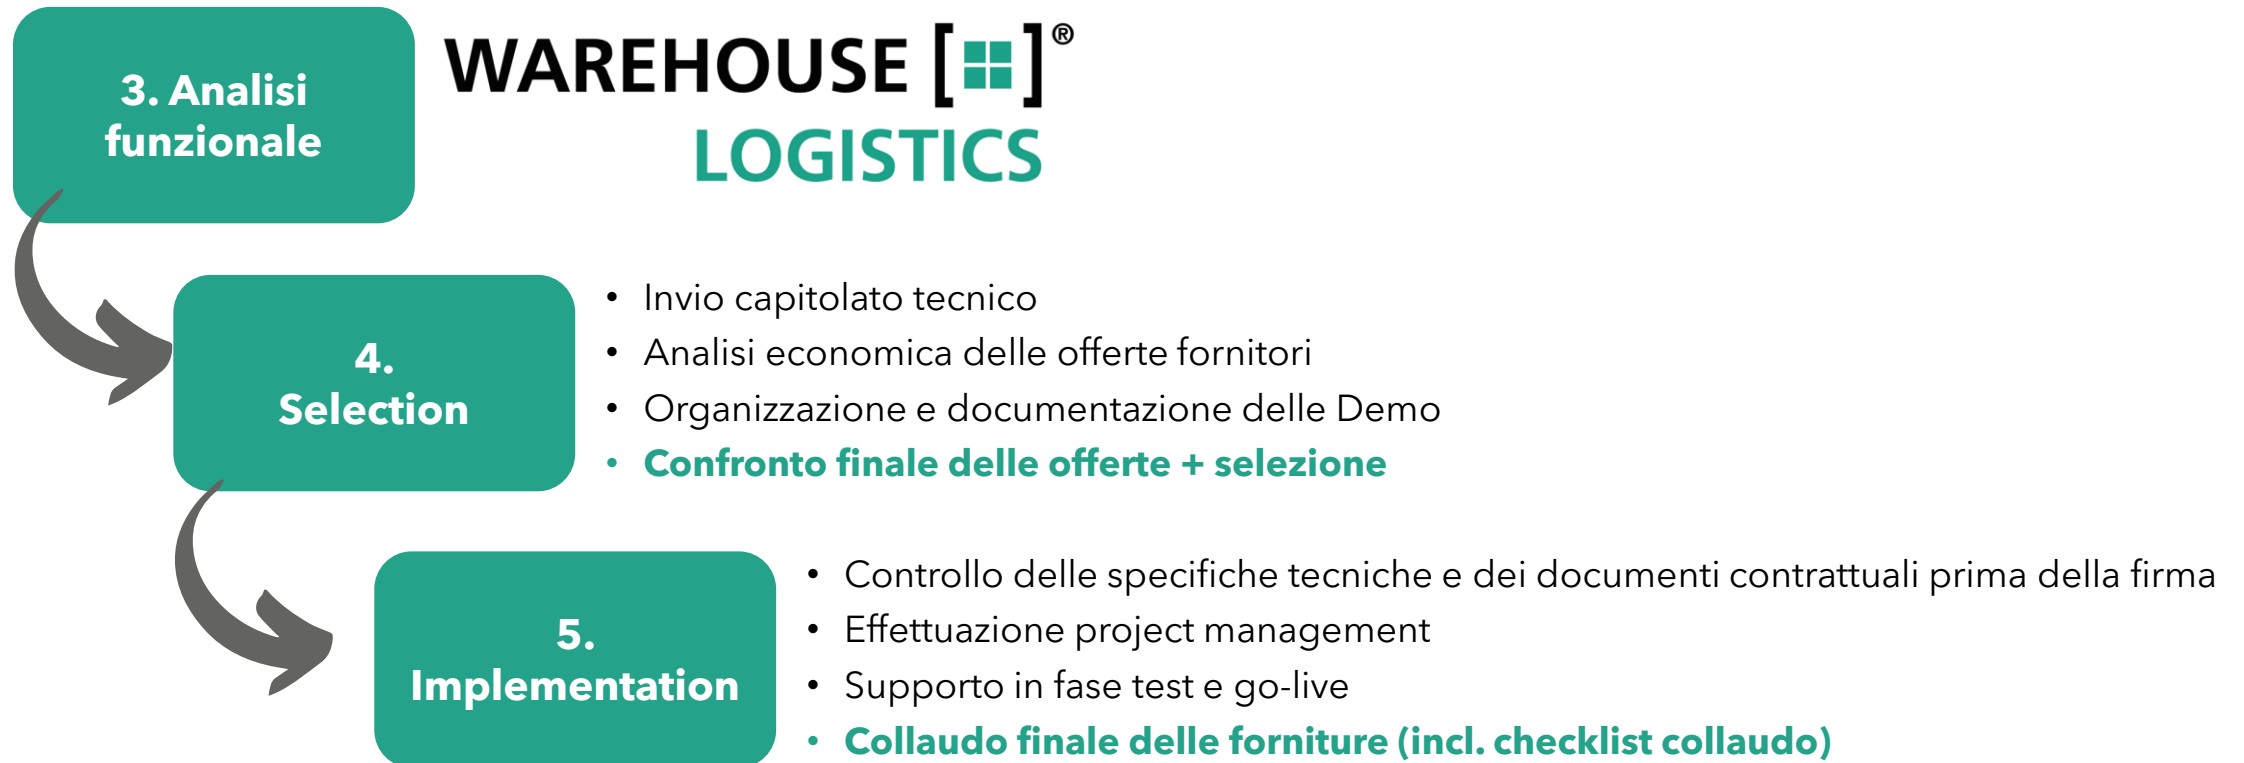 3. Analisi
funzionale
WAREHOUSE [ ]®
LOGISTICS
4.
Selection
• Invio capitolato tecnico
• Analisi economica delle offerte fornitori
• Organizzazione e documentazione delle Demo
• Confronto finale delle offerte + selezione
5.
Implementation
• Controllo delle specifiche tecniche e dei documenti contrattuali prima della firma
• Effettuazione project management
• Supporto in fase test e go-live
• Collaudo finale delle forniture (incl. checklist collaudo)